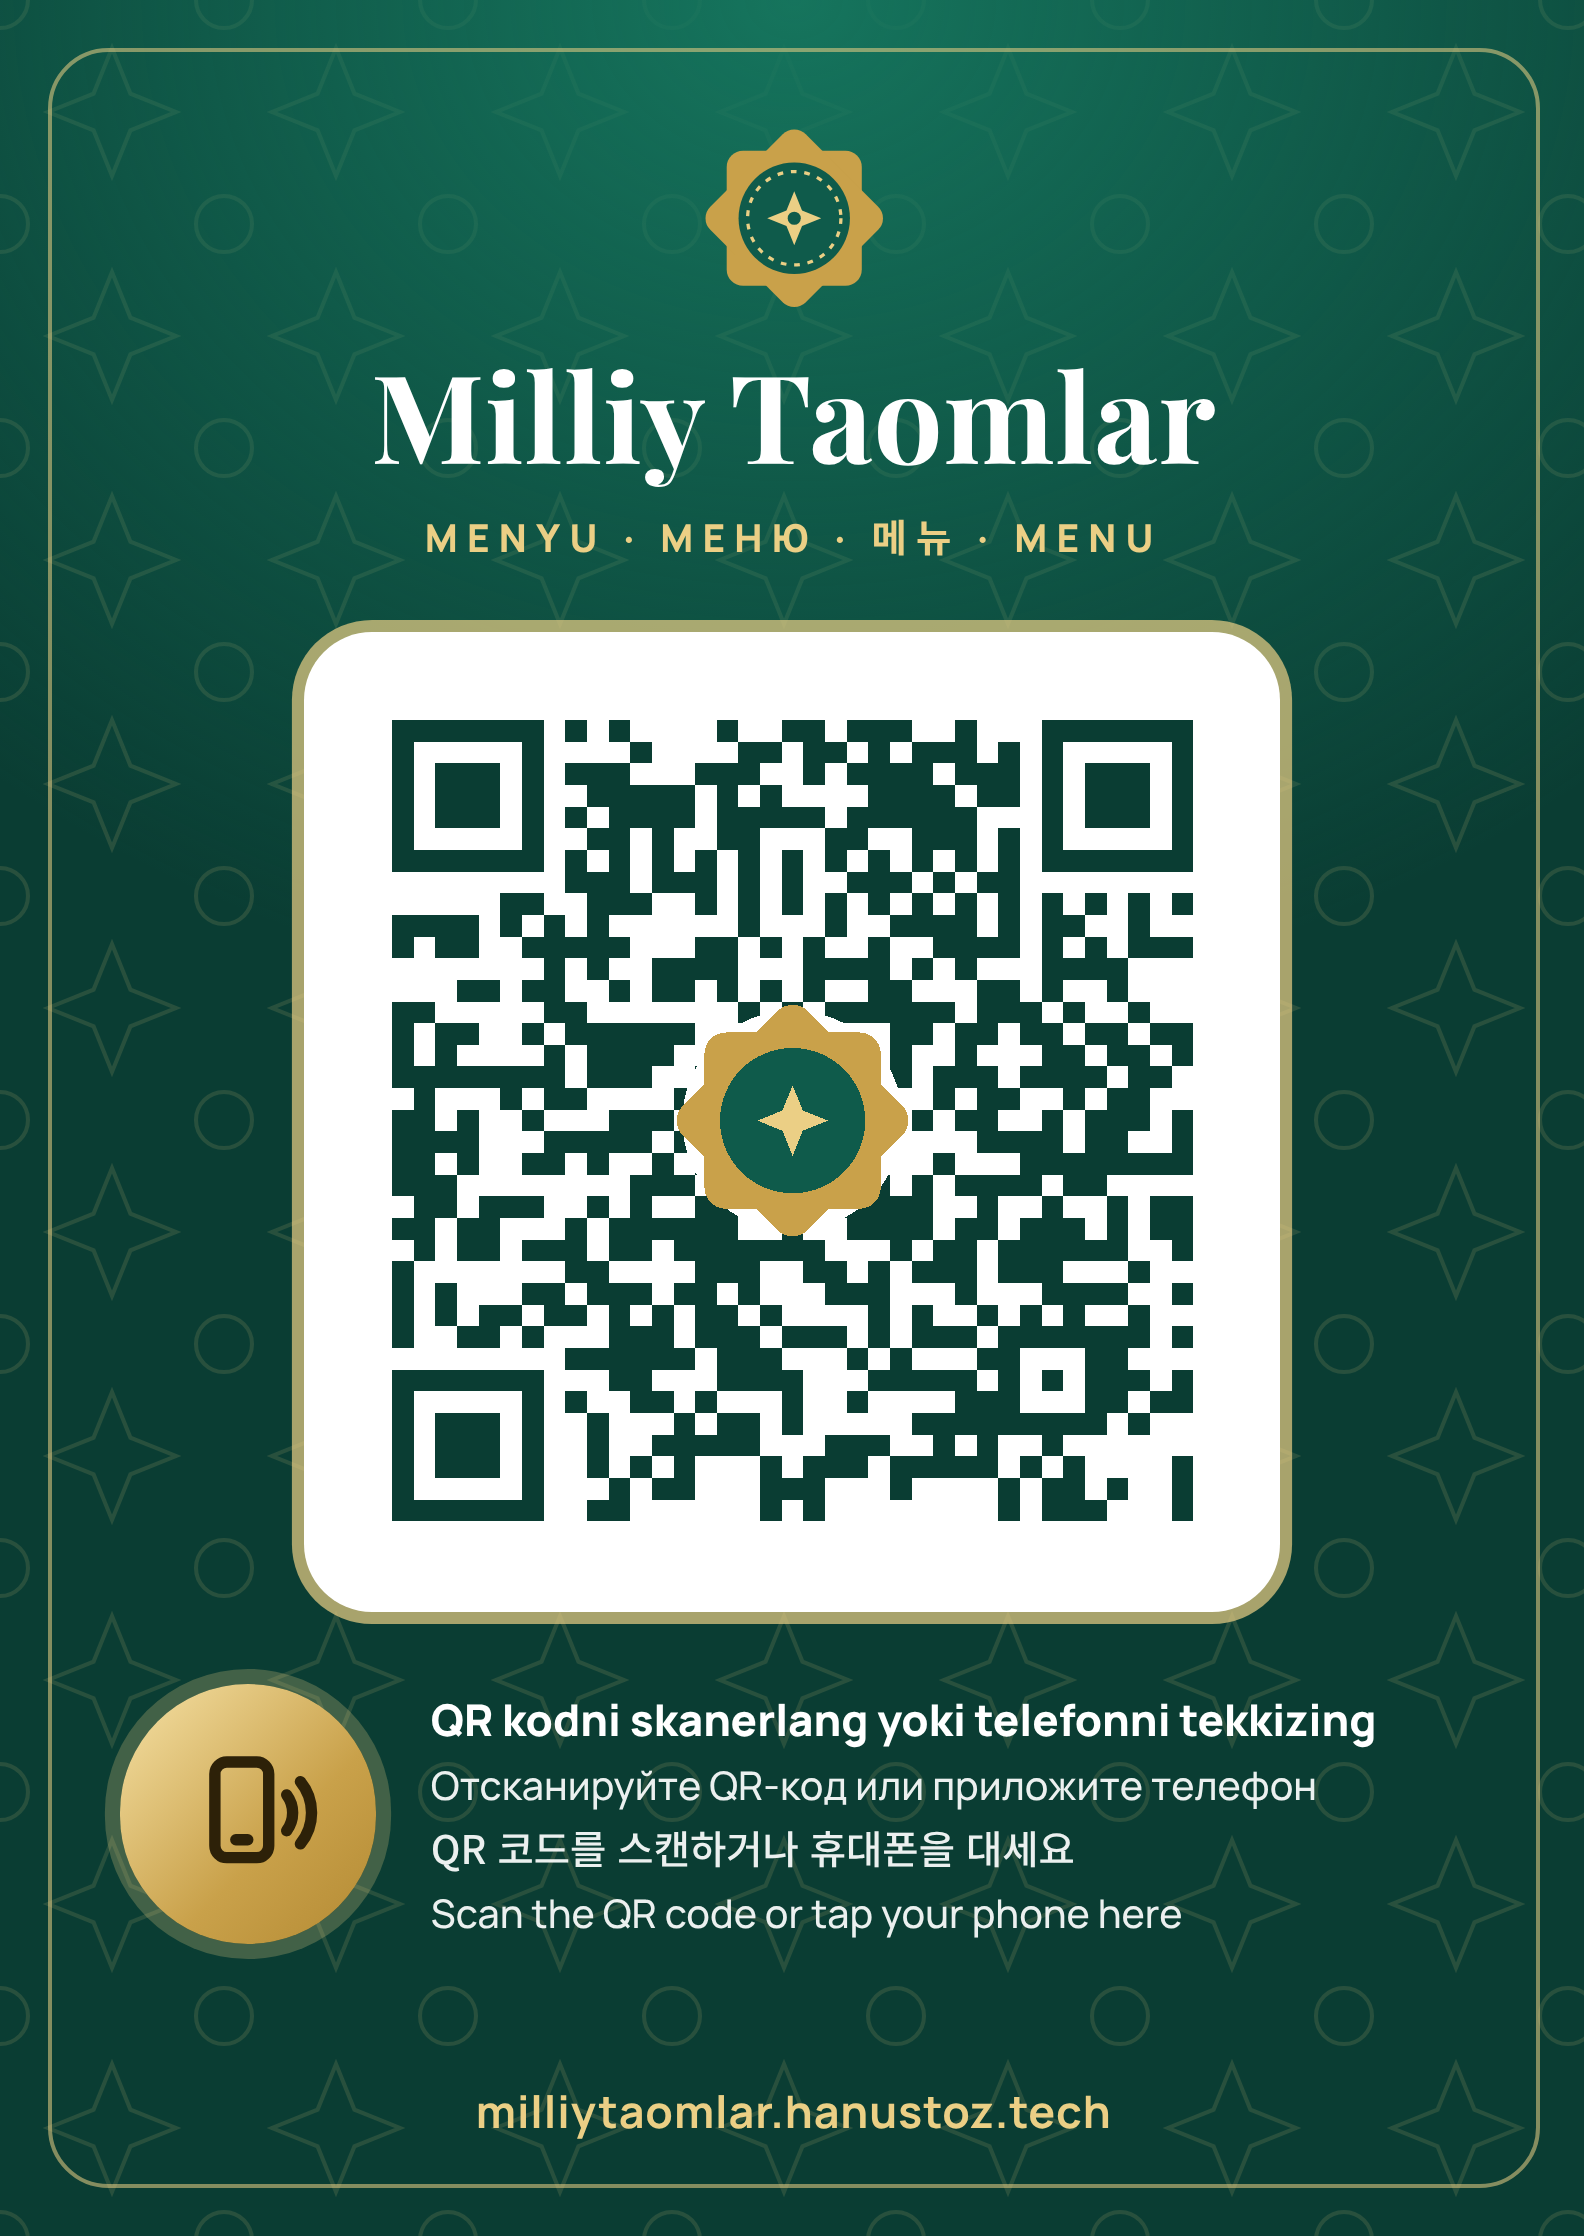 Milliy Taomlar
MENYU · МЕНЮ · 메뉴 · MENU
QR kodni skanerlang yoki telefonni tekkizing
Отсканируйте QR-код или приложите телефон
QR 코드를 스캔하거나 휴대폰을 대세요
Scan the QR code or tap your phone here
milliytaomlar.hanustoz.tech